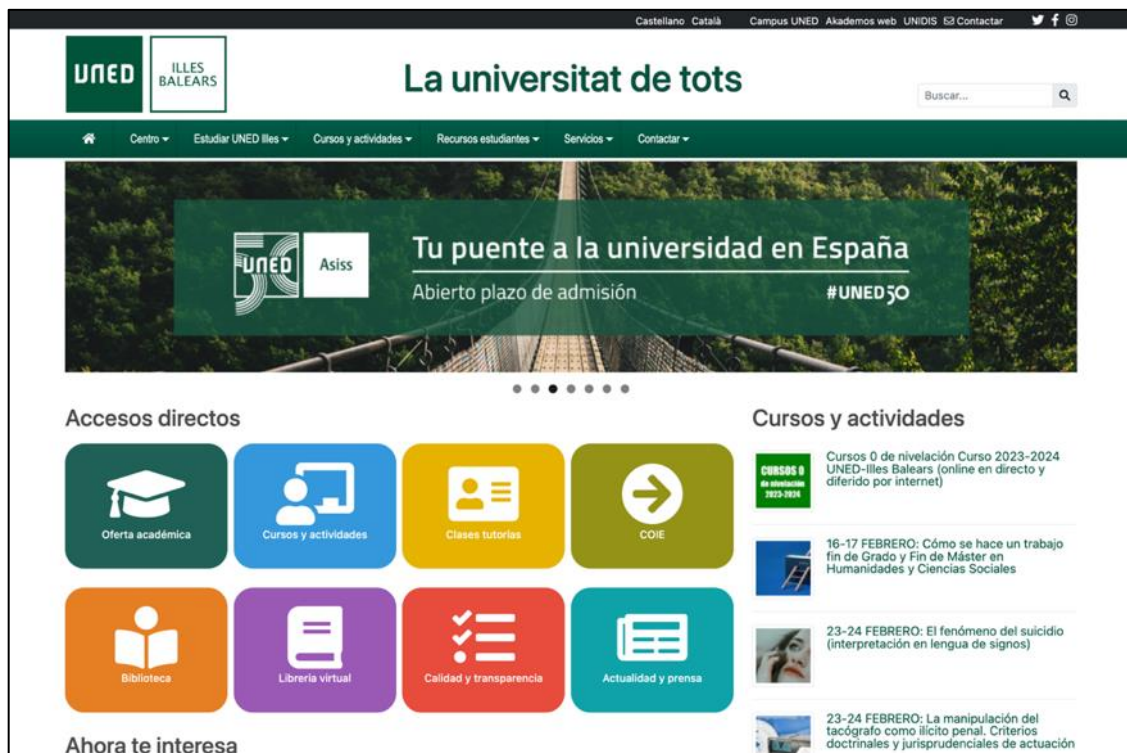 Castellano Català Campus UNED Akademos web UNIDIS Contactar
UNED
ILLES
BALEARS
La universitat de tots
Buscar...
Centro Estudiar UNED Illes Cursos y actividades Recursos estudiantes Servicios Contactar
UNED
50
Asiss
Tu puente a la universidad en España
Abierto plazo de admisión
#UNED50
Accesos directos
Oferta académica
Cursos y actividades
Clases tutorias
COIE
Biblioteca
Libreria virtual
Calidad y transparencia
Actualidad y prensa
Ahora te interesa
Cursos y actividades
CURSOS 0
de nivelación
2023-2024
Cursos 0 de nivelación Curso 2023-2024
UNED-Illes Balears (online en directo y
diferido por internet)
16-17 FEBRERO: Cómo se hace un trabajo
fin de Grado y Fin de Máster en
Humanidades y Ciencias Sociales
23-24 FEBRERO: El fenómeno del suicidio
(interpretación en lengua de signos)
23-24 FEBRERO: La manipulación del
tacógrafo como ilícito penal. Criterios
doctrinales y jurisprudenciales de actuación